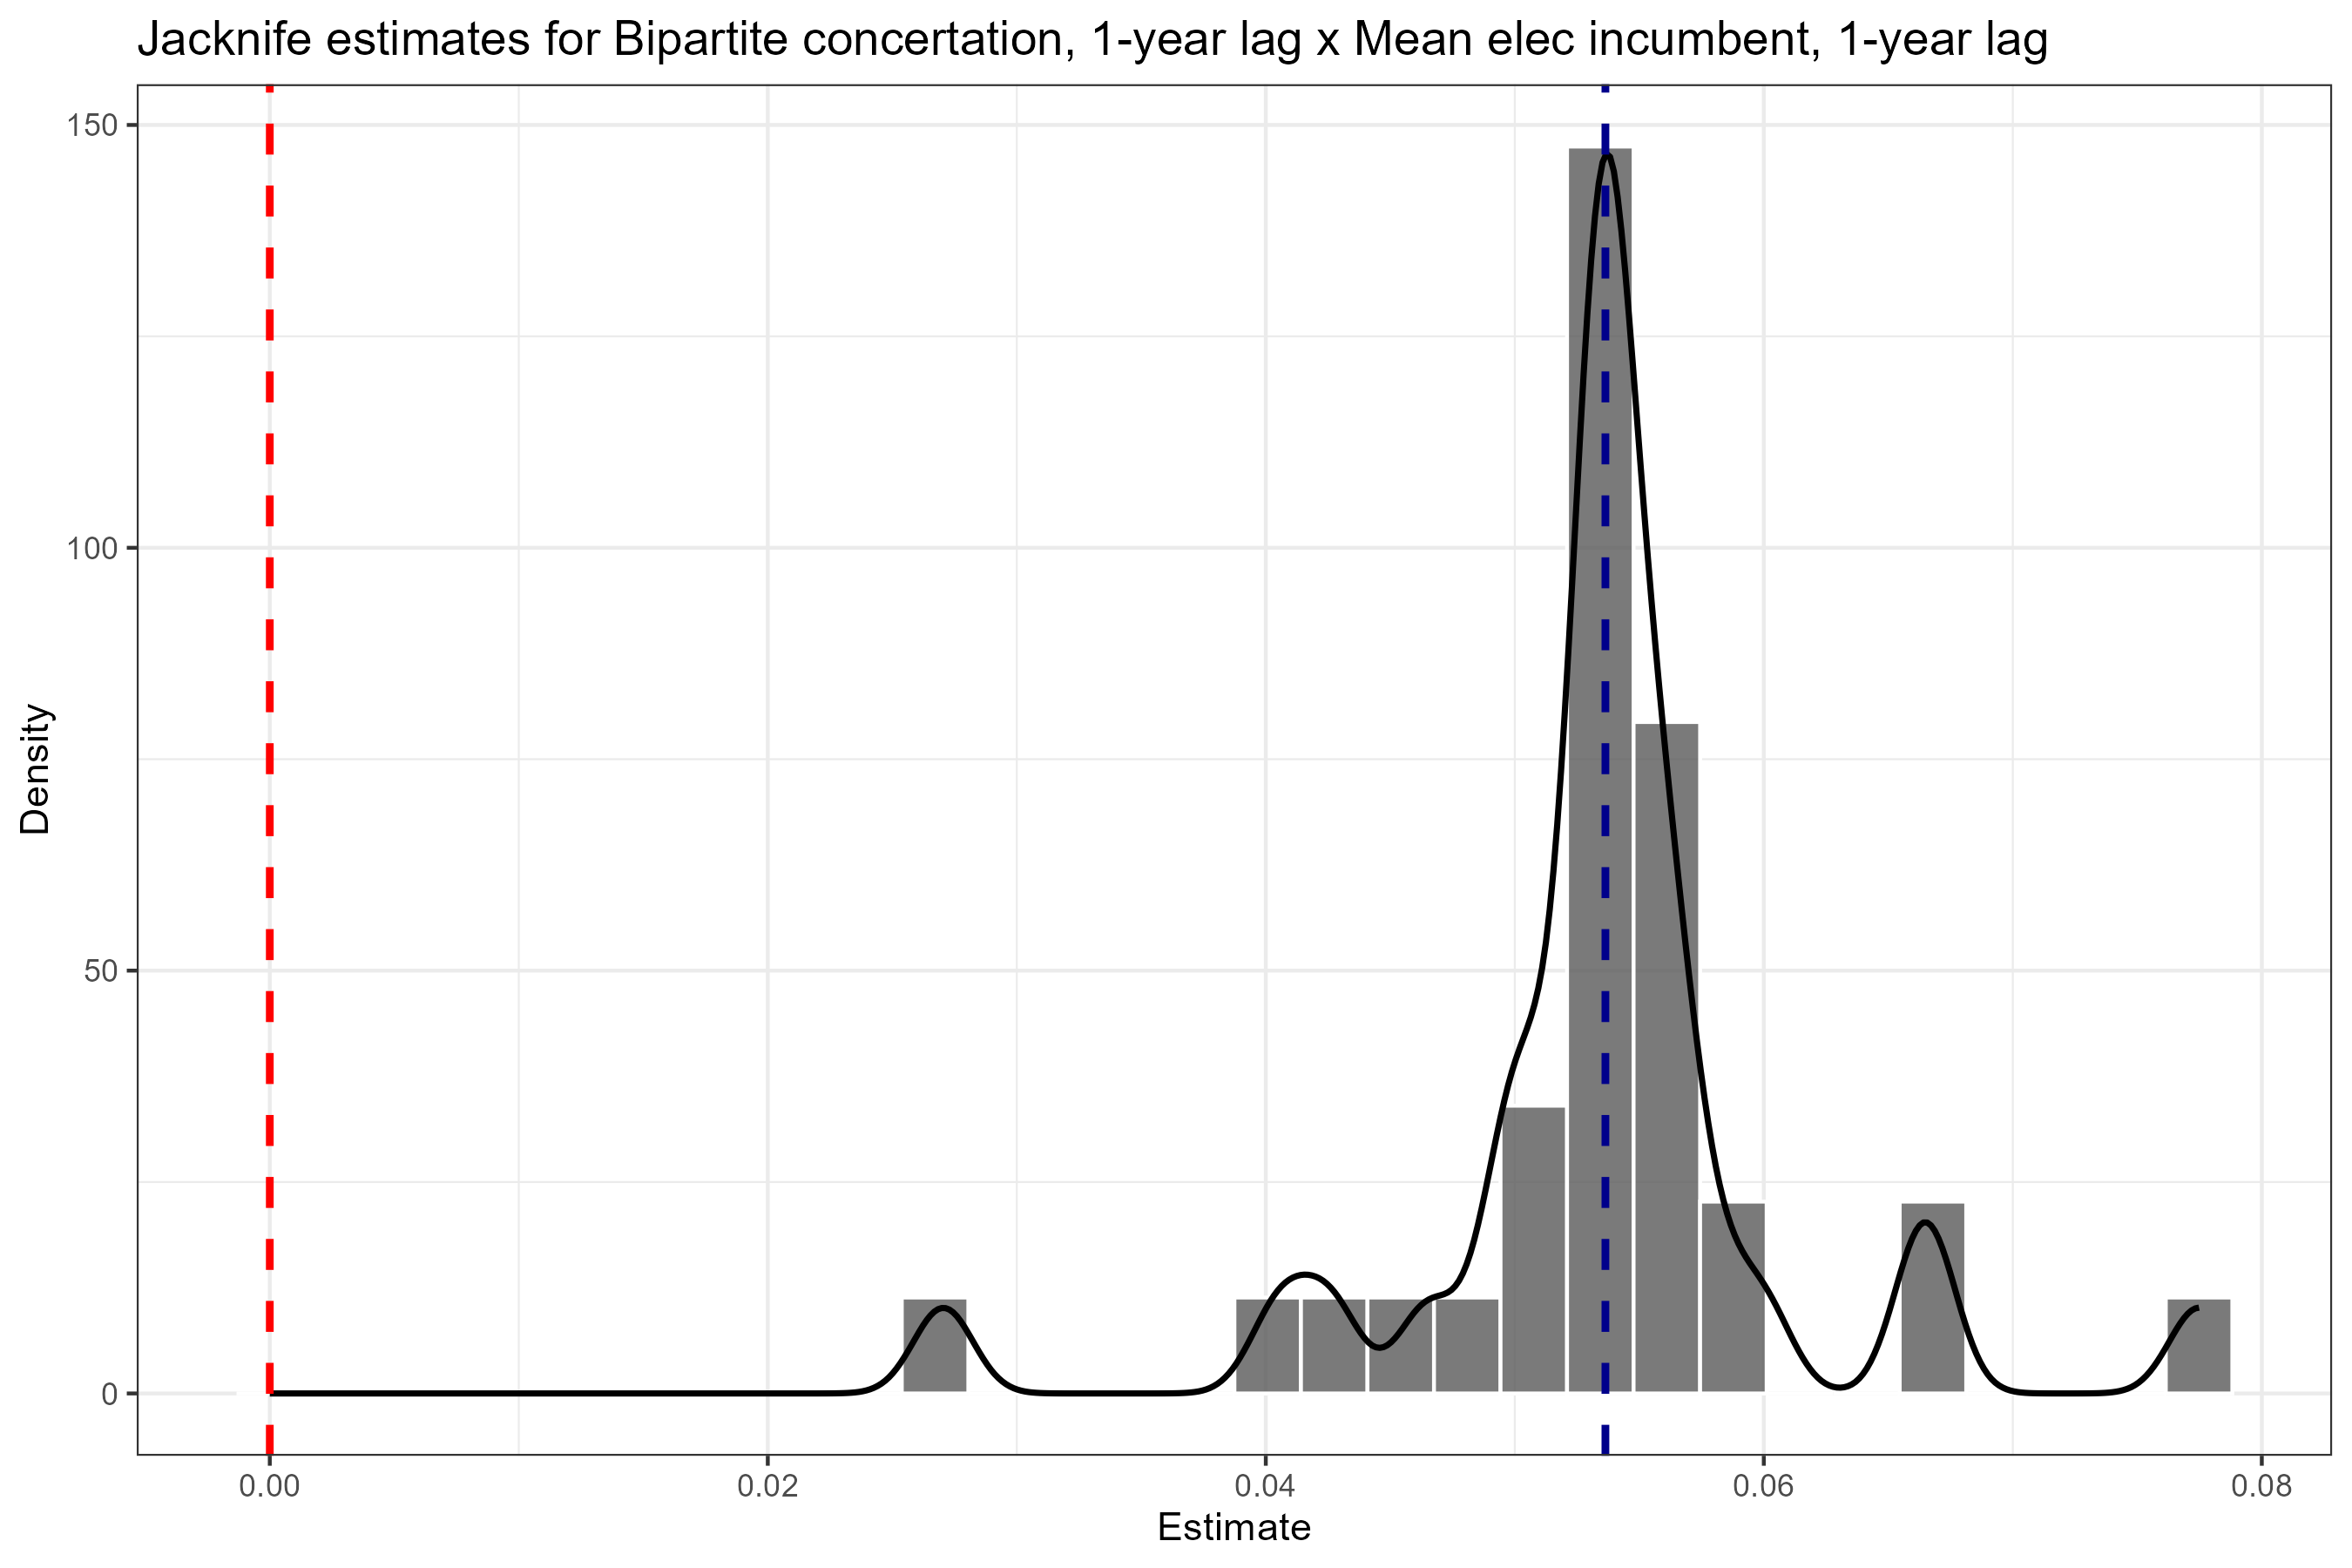 Jacknife estimates for Bipartite concertation, 1-year lag x Mean elec incumbent, 1-year lag
150
100
50
0
Density
0.00 0.02 0.04 0.06 0.08
Estimate